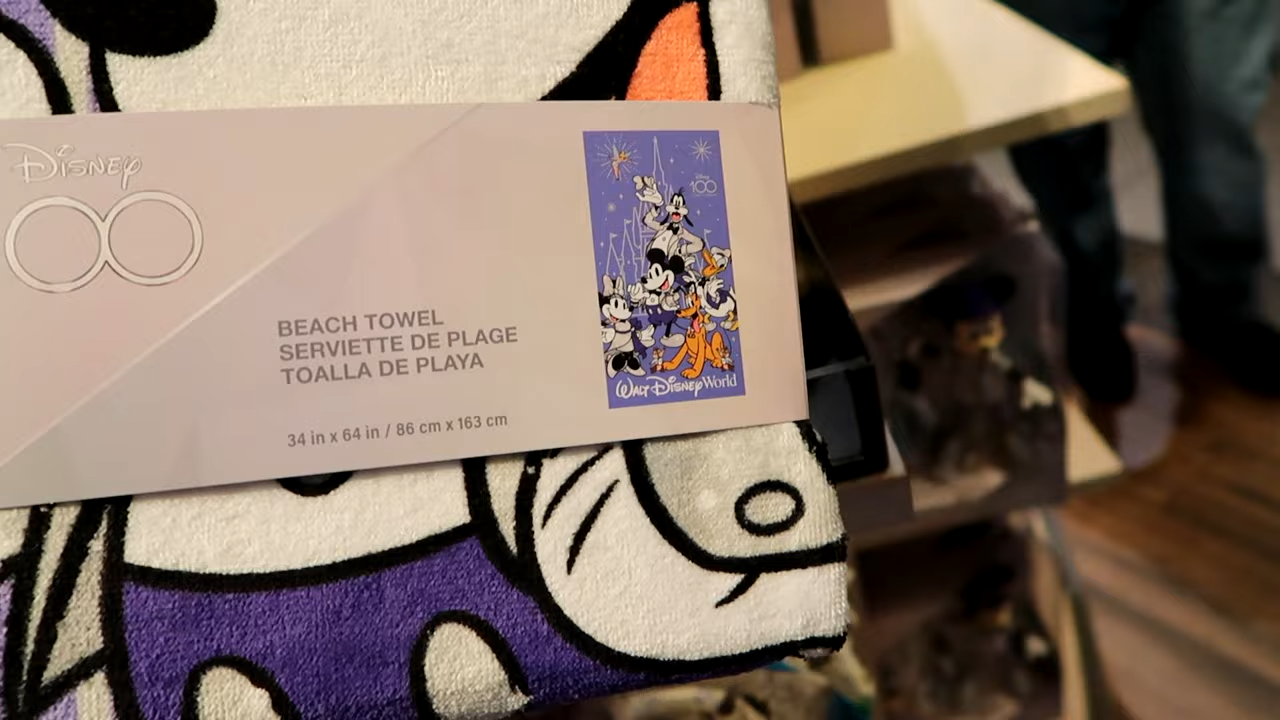 Disney
100
BEACH TOWEL
SERVIETTE DE PLAGE
TOALLA DE PLAYA
34 in x 64 in / 86 cm x 163 cm
Disney
100
Walt Disney World